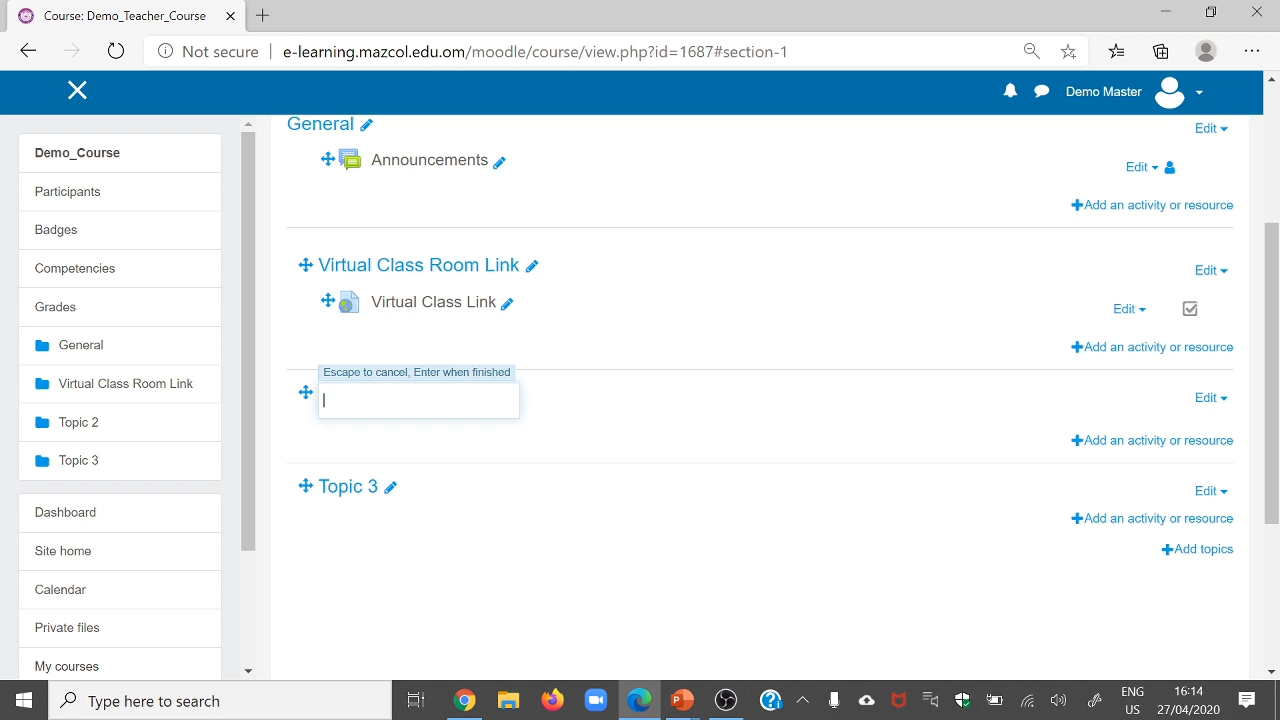 Course: Demo_Teacher_Course
Not secure | e-learning.mazcol.edu.om/moodle/course/view.php?id=1687#section-1
Demo Master
Demo_Course
Participants
Badges
Competencies
Grades
General
Virtual Class Room Link
Topic 2
Topic 3
Dashboard
Site home
Calendar
Private files
My courses
General
Edit
Announcements
Edit
Add an activity or resource
Virtual Class Room Link
Edit
Virtual Class Link
Edit
Add an activity or resource
Escape to cancel, Enter when finished
Edit
Add an activity or resource
Topic 3
Edit
Add an activity or resource
Add topics
Type here to search
ENG
US
16:14
27/04/2020